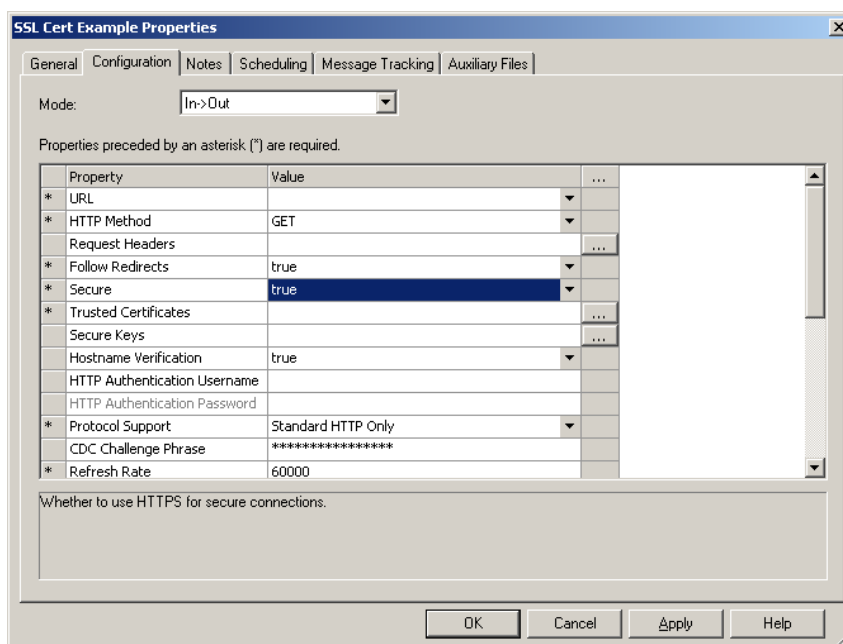 SSL Cert Example Properties
General Configuration Notes Scheduling Message Tracking Auxiliary Files
Mode: In->Out
Properties preceded by an asterisk (*) are required.
Property Value ...
* URL
* HTTP Method GET
Request Headers ...
* Follow Redirects true
* Secure true
* Trusted Certificates ...
Secure Keys ...
Hostname Verification true
HTTP Authentication Username
HTTP Authentication Password
* Protocol Support Standard HTTP Only
CDC Challenge Phrase ****************
* Refresh Rate 60000
Whether to use HTTPS for secure connections.
OK Cancel Apply Help